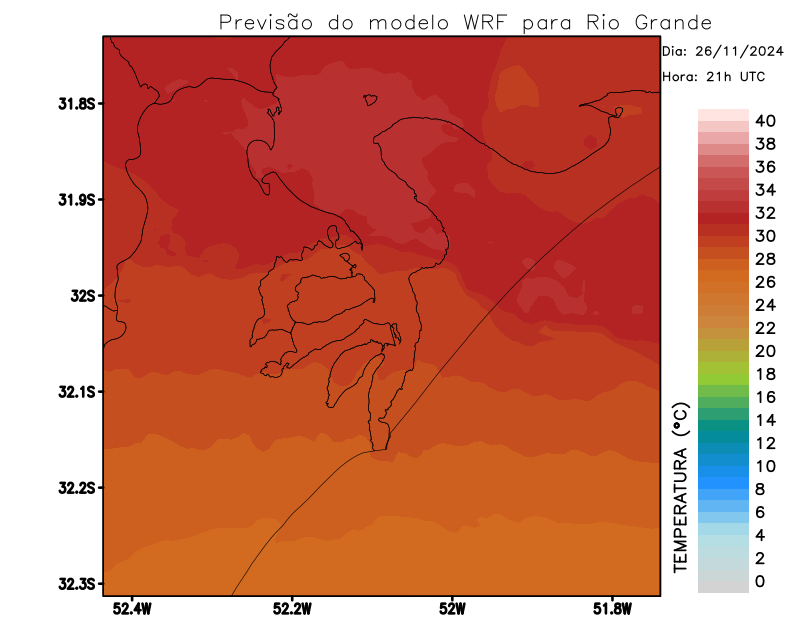 Previsão do modelo WRF para Rio Grande
Dia: 26/11/2024
Hora: 21h UTC
31.8S
31.9S
32S
32.1S
32.2S
32.3S
52.4W
52.2W
52W
51.8W
TEMPERATURA (°C)
40
38
36
34
32
30
28
26
24
22
20
18
16
14
12
10
8
6
4
2
0